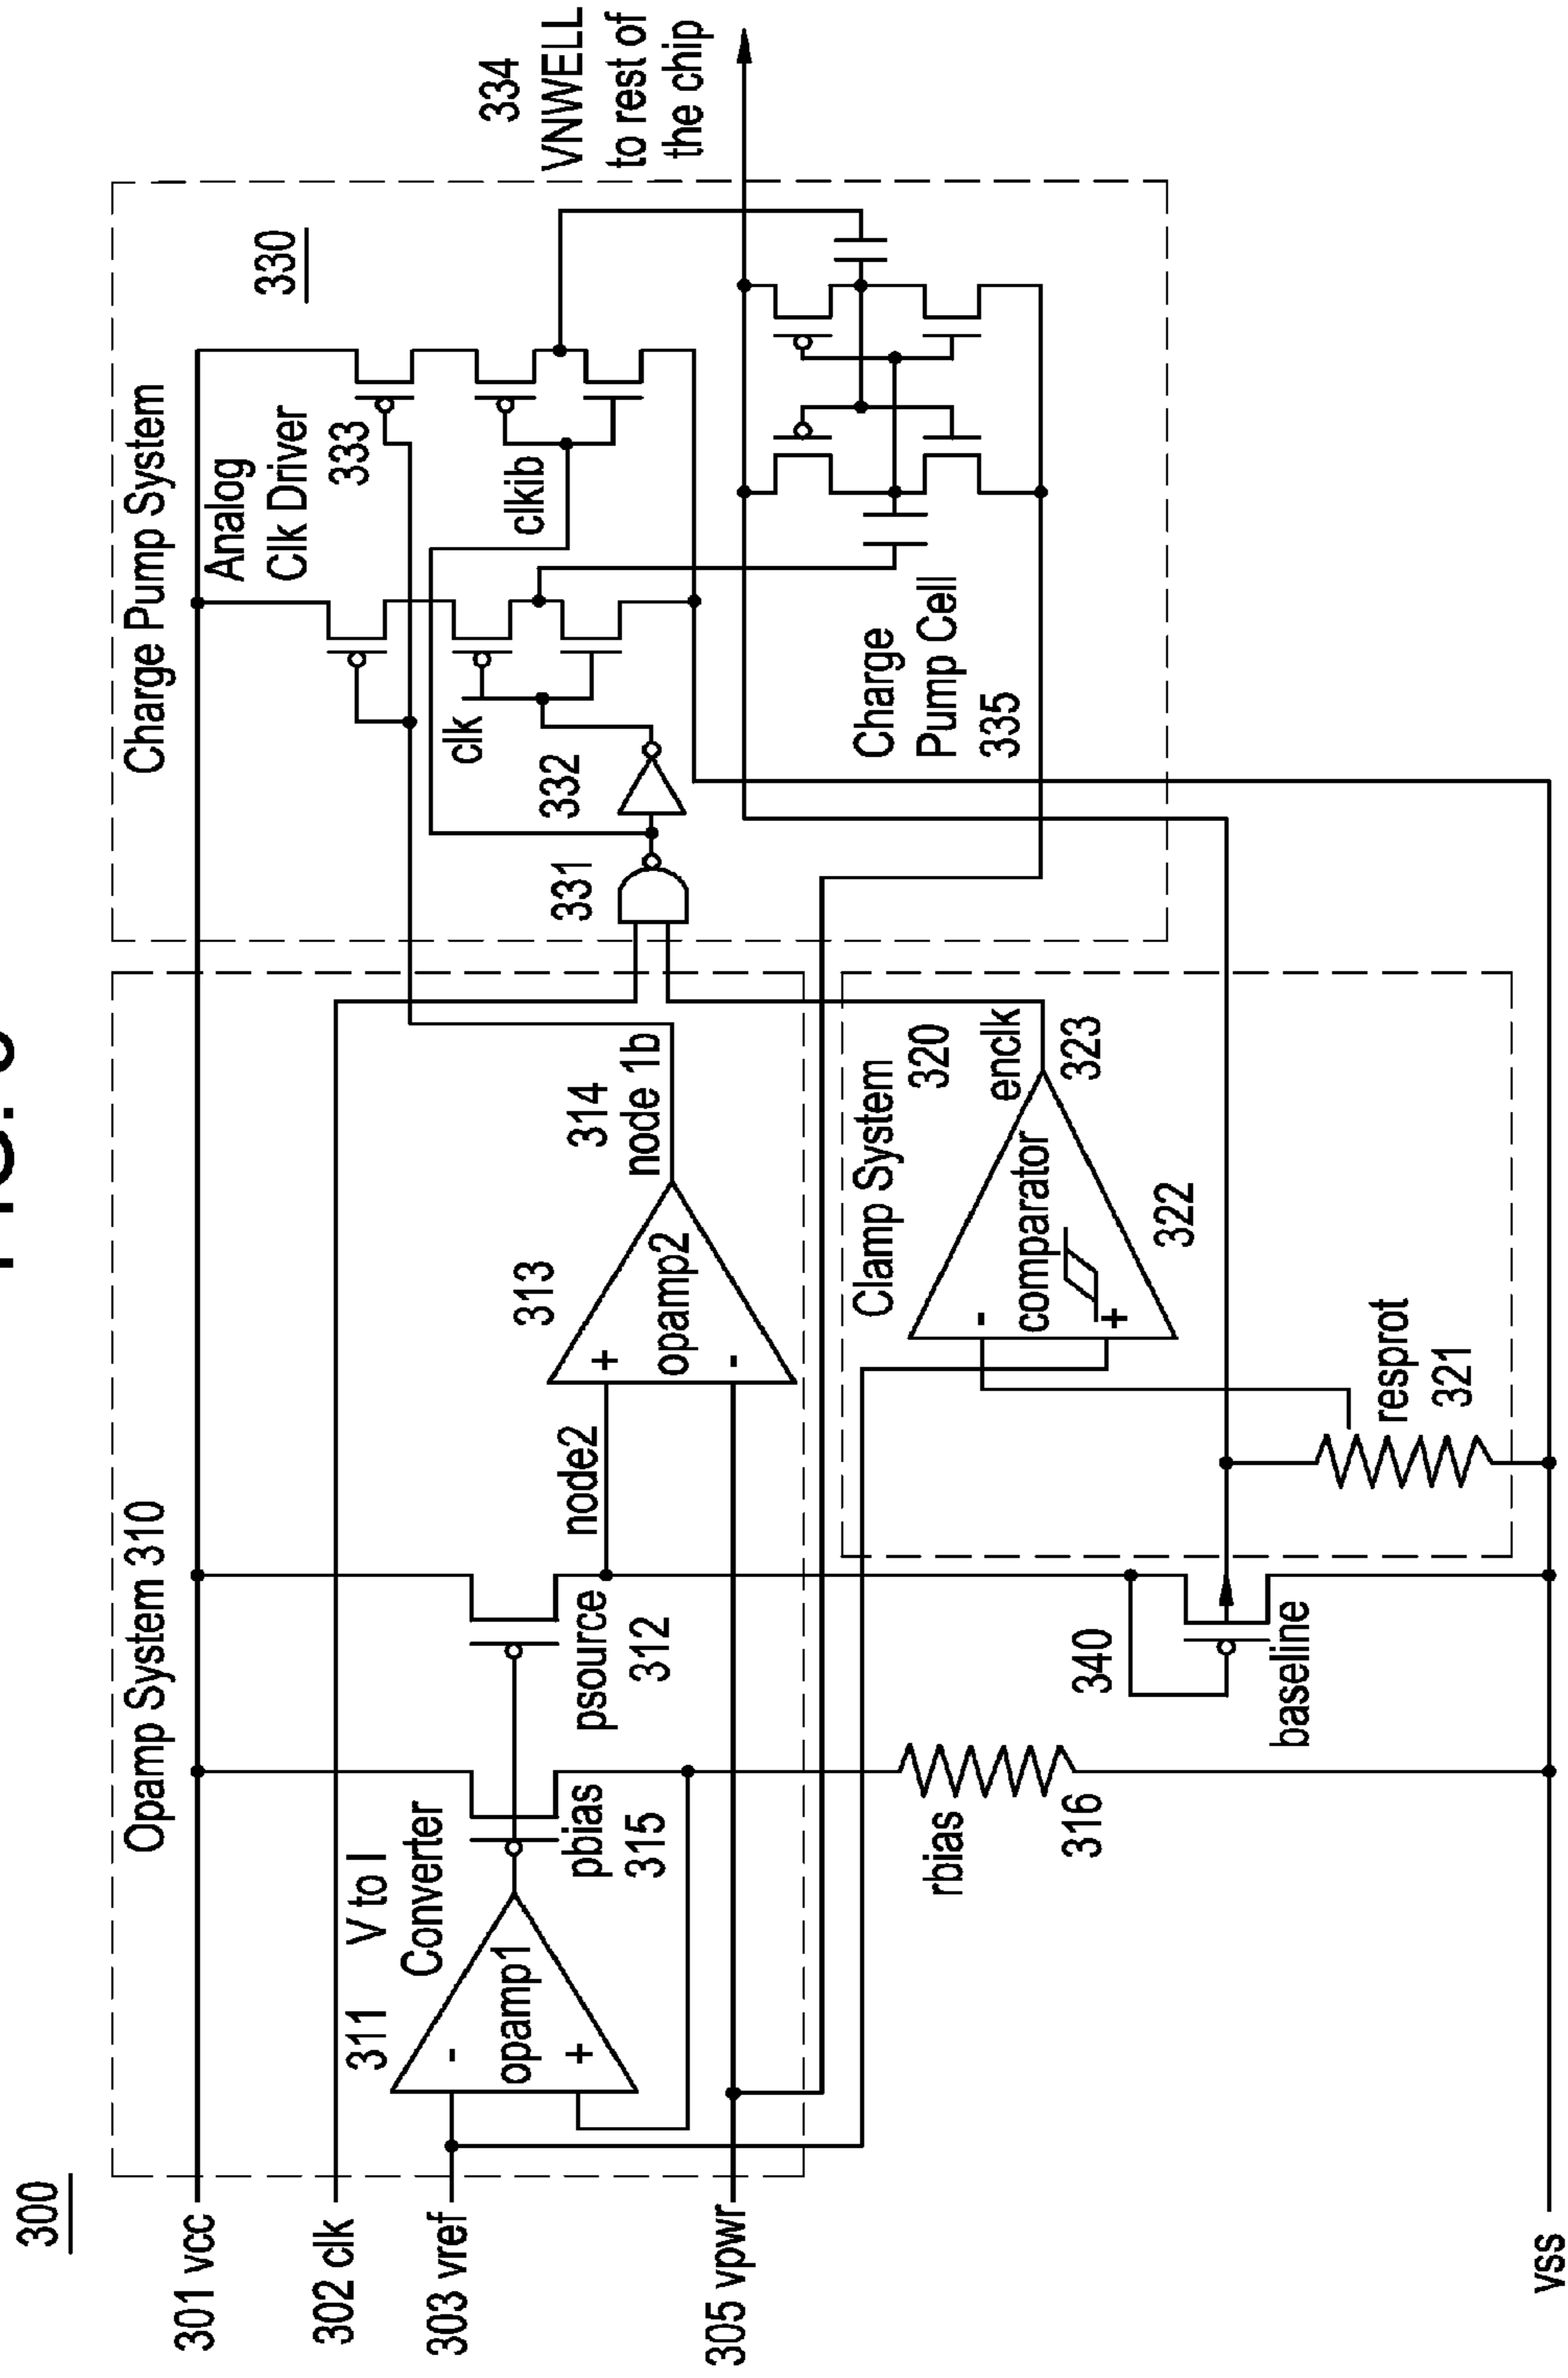 300
301 vcc
302 clk
303 vref
305 vpwr
vss
Opamp System 310
311
V to I
Converter
opamp1
-
+
pbias
315
psource
312
rbias
316
node2
313
opamp2
+
-
314
node 1b
340
baseline
Clamp System
320
enclk
323
comparator
-
+
322
resprot
321
Charge Pump System
330
Analog
Clk Driver
333
clkib
clk
331
332
Charge
Pump Cell
335
334
VNWELL
to rest of
the chip